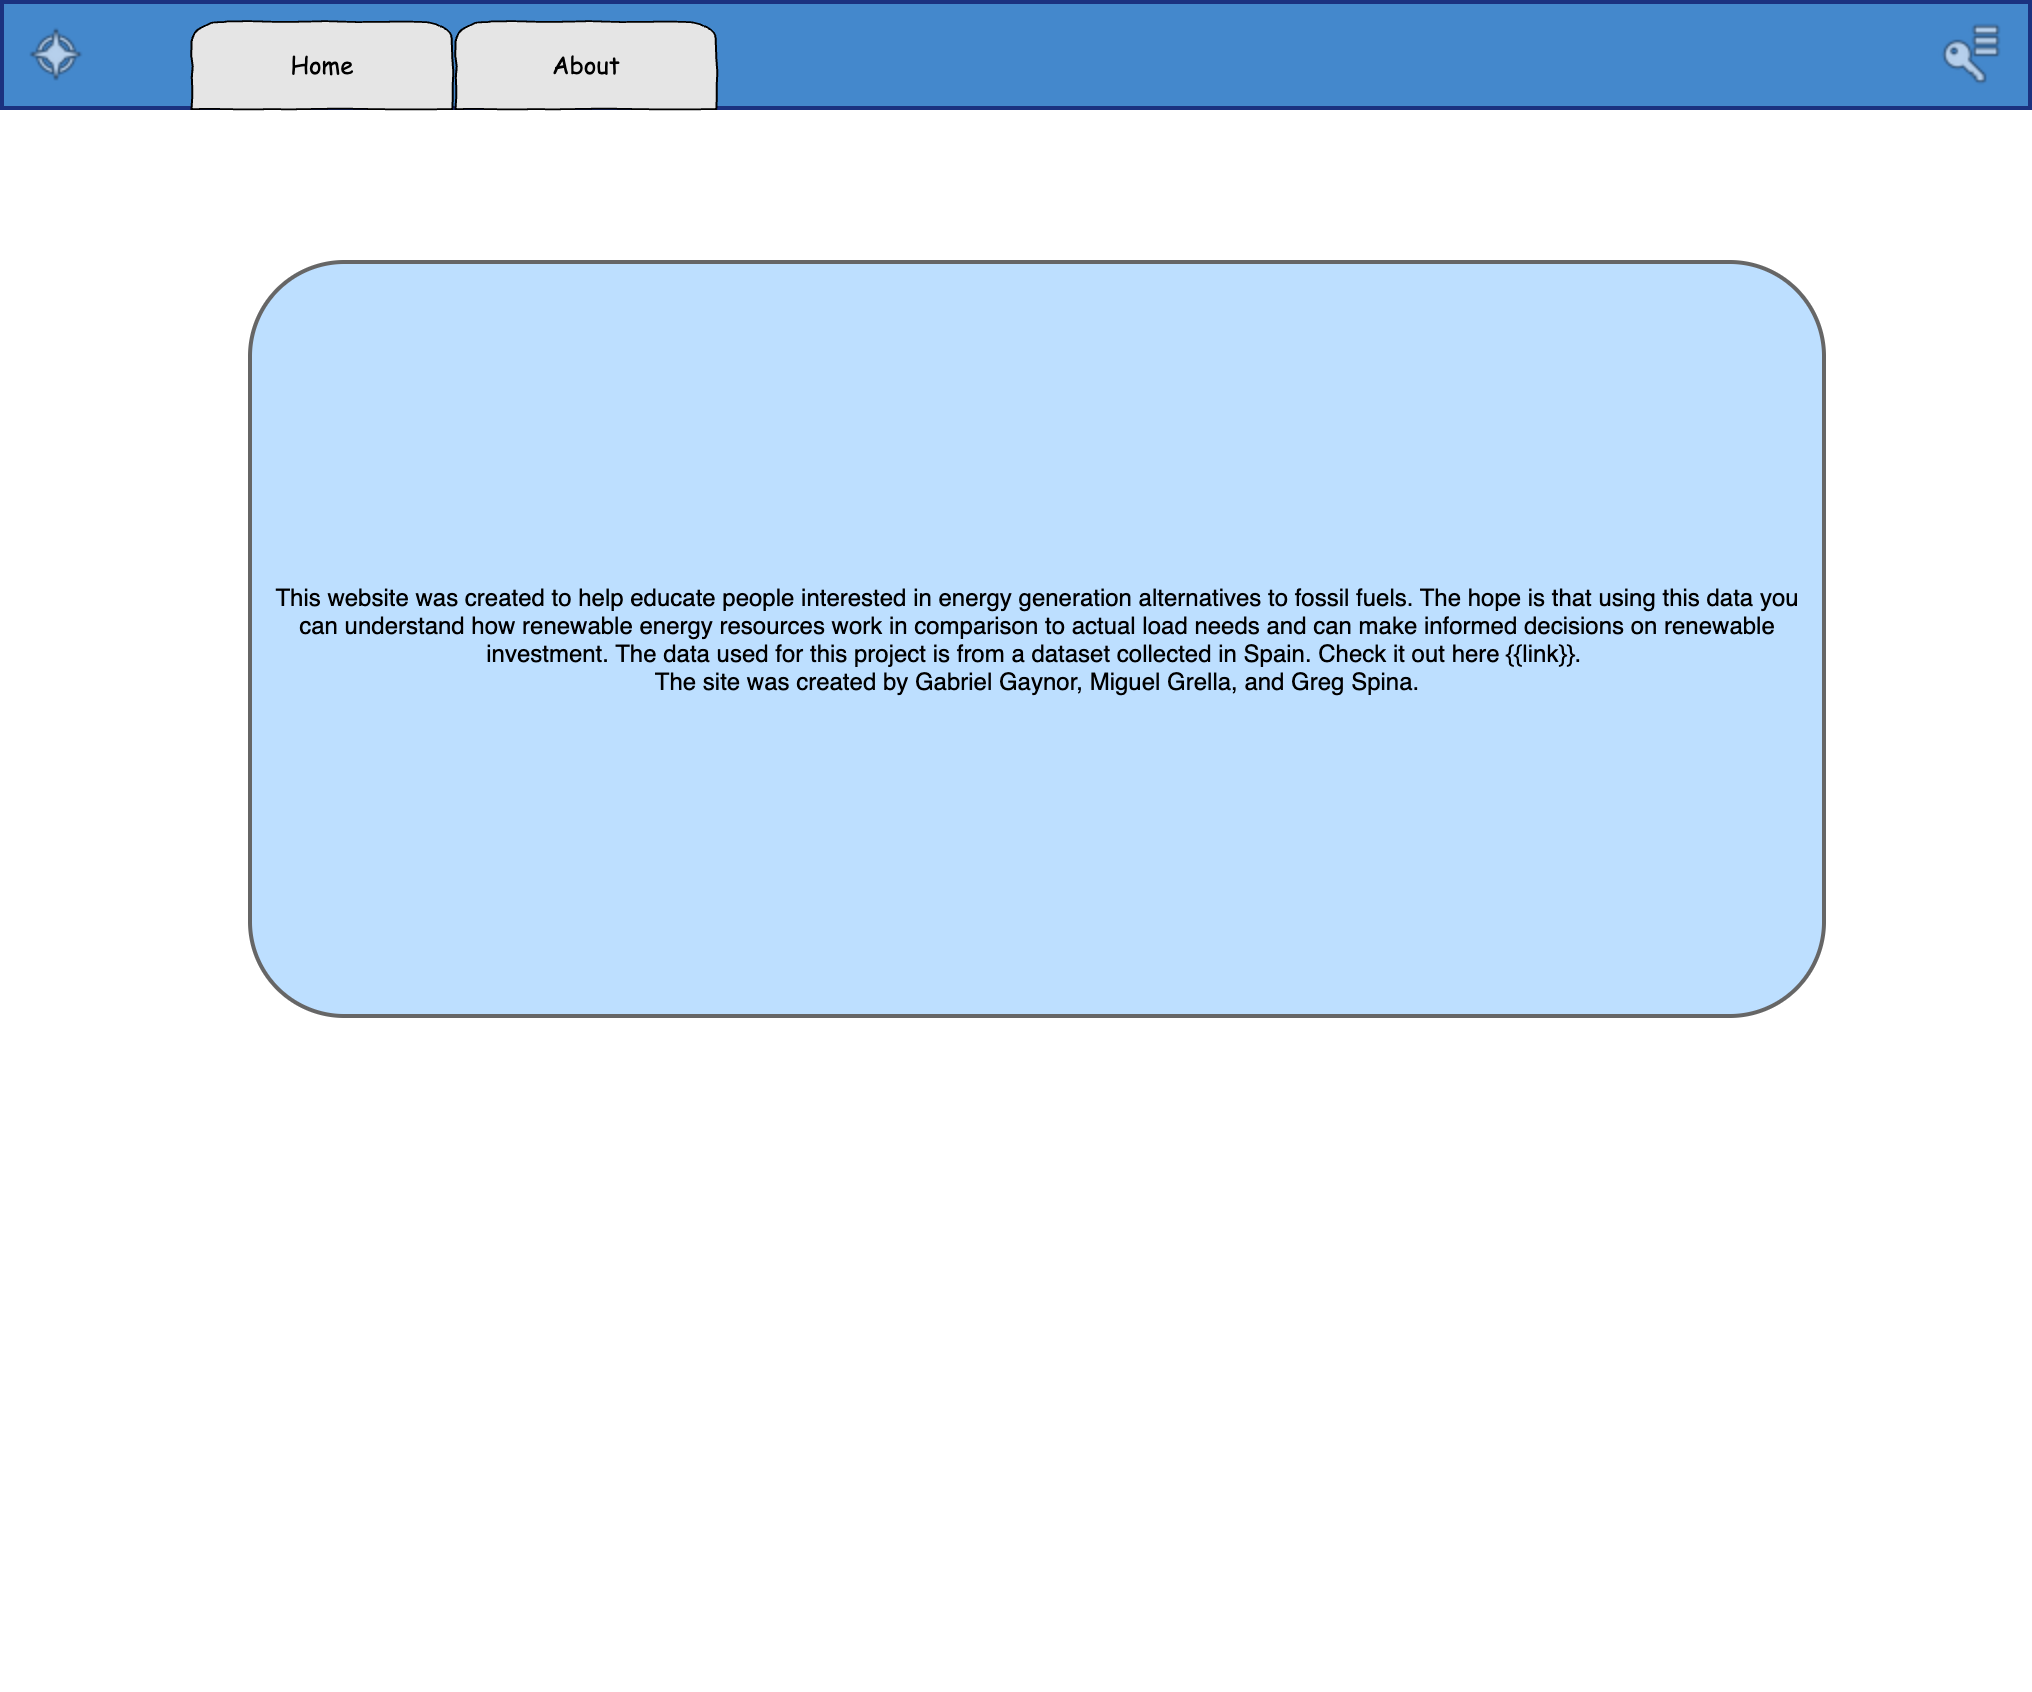 Home
About
This website was created to help educate people interested in energy generation alternatives to fossil fuels. The hope is that using this data you
can understand how renewable energy resources work in comparison to actual load needs and can make informed decisions on renewable
investment. The data used for this project is from a dataset collected in Spain. Check it out here {{link}}.
The site was created by Gabriel Gaynor, Miguel Grella, and Greg Spina.